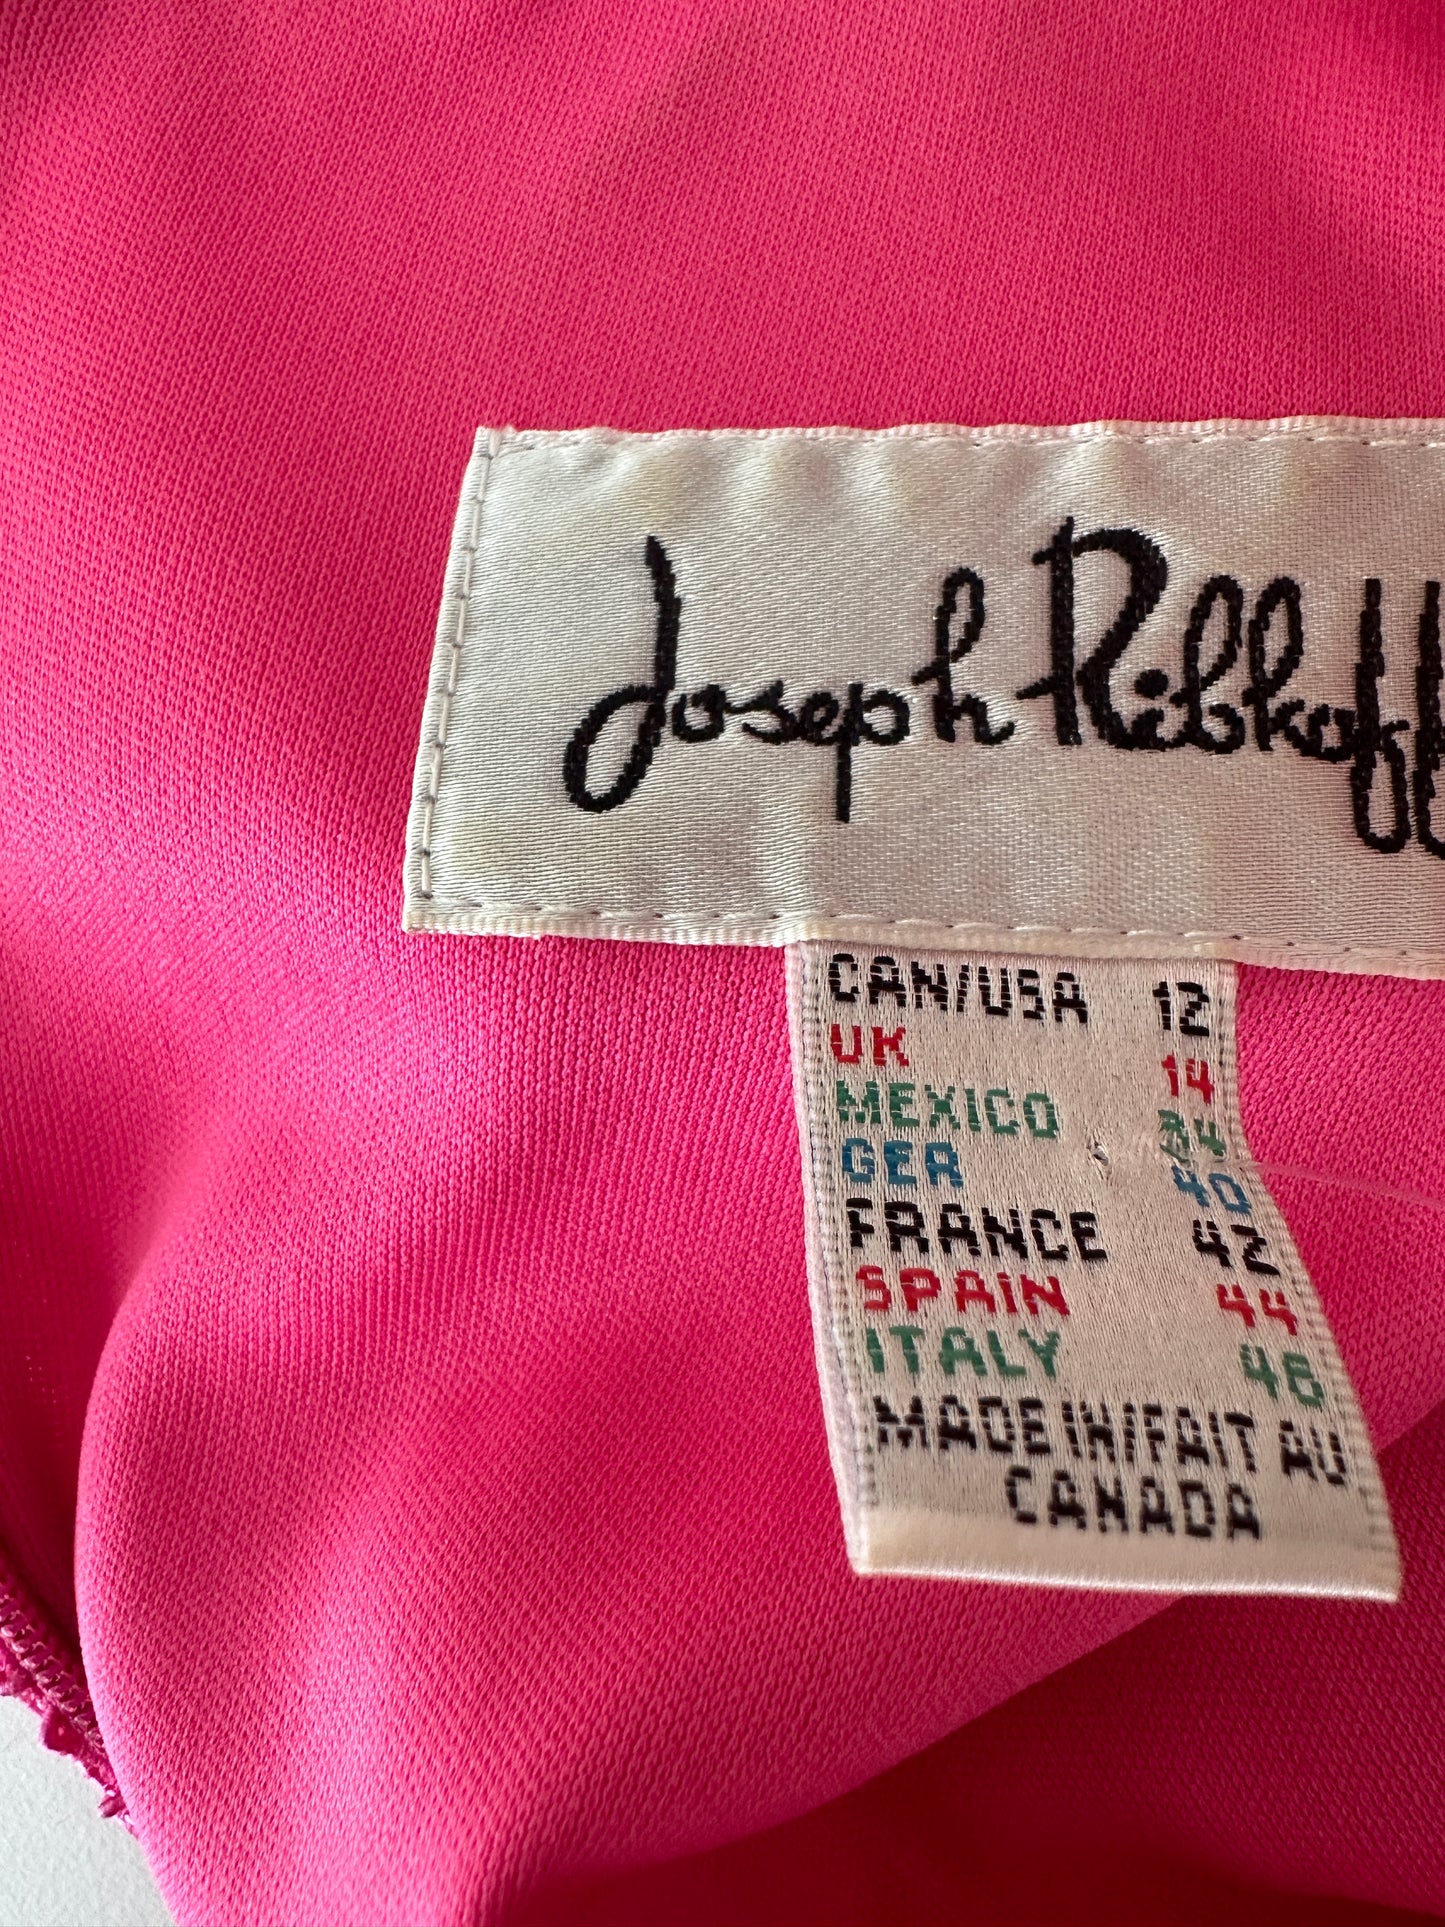 Joseph Ribkoff
CAN/USA 12
UK 14
MEXICO 34
GER 40
FRANCE 42
SPAIN 44
ITALY 46
MADE IN/FAIT AU
CANADA